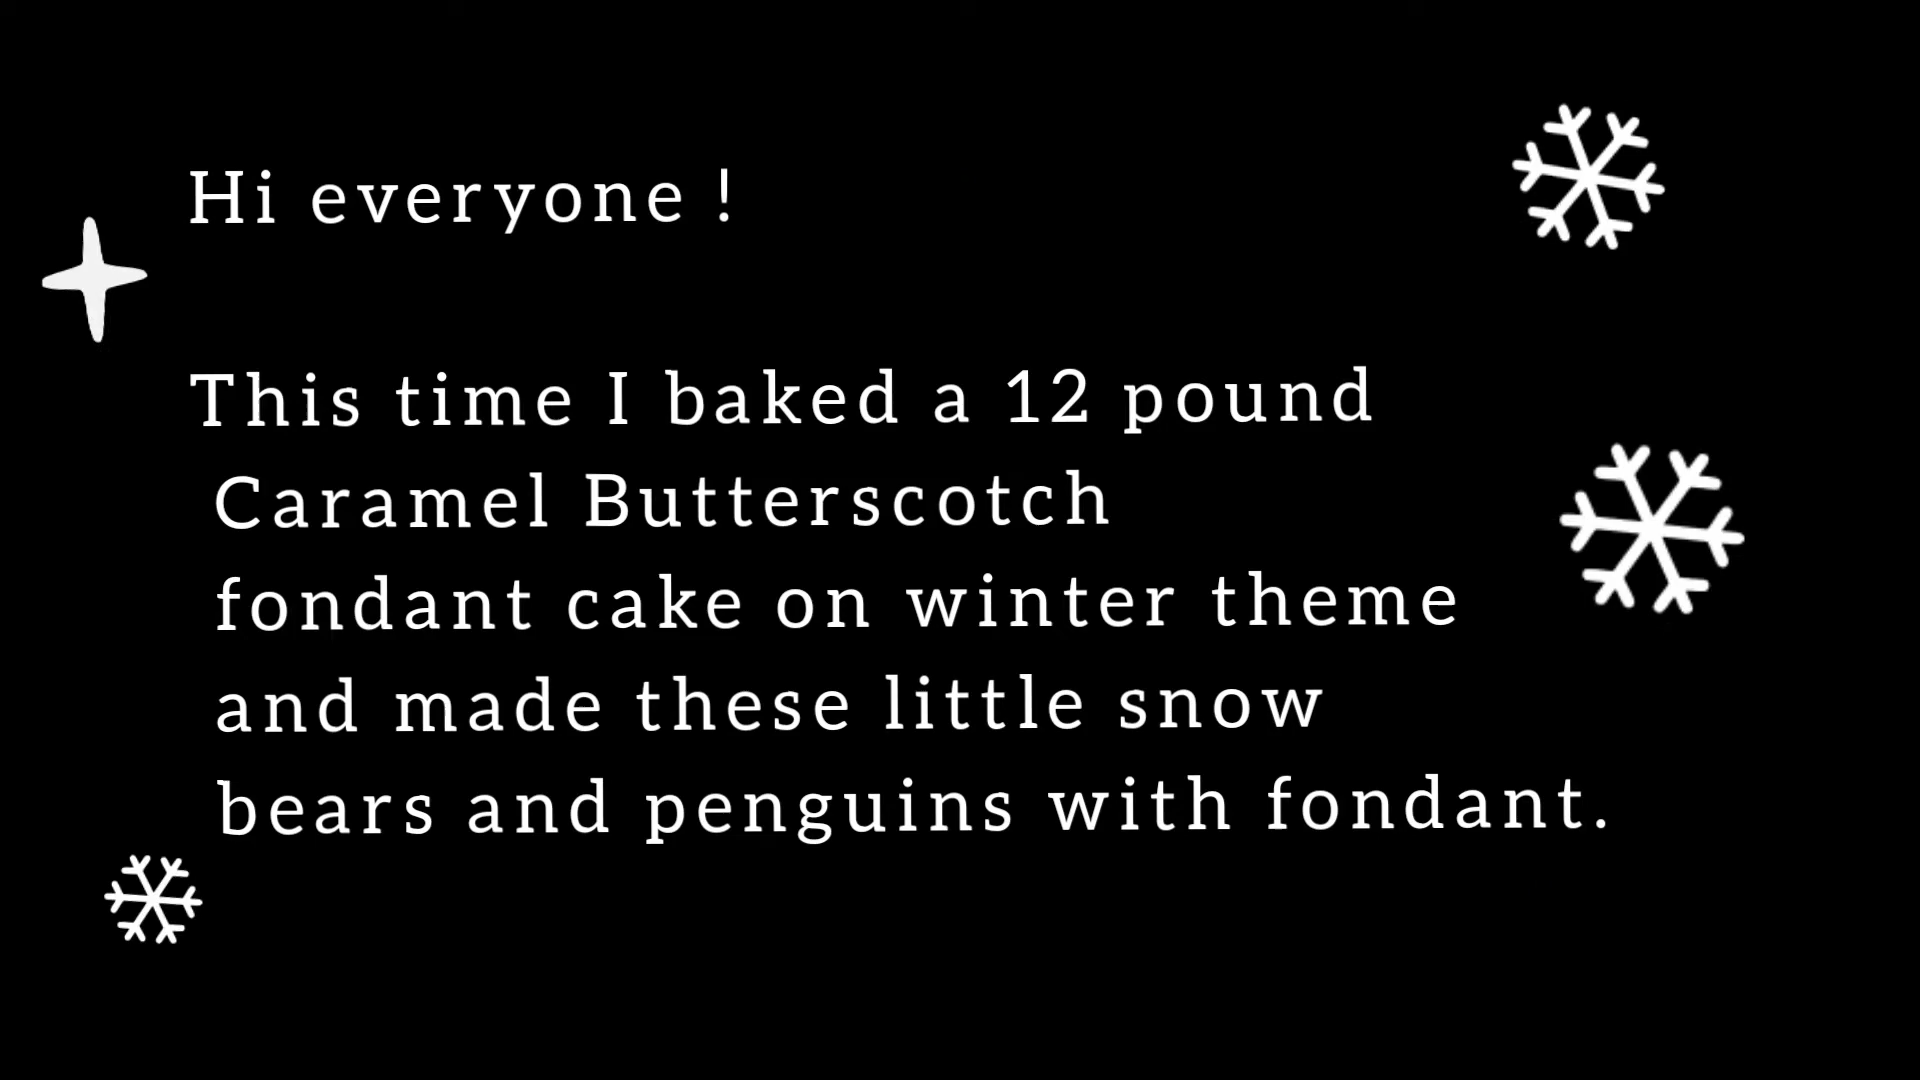 Hi everyone !
This time I baked a 12 pound
Caramel Butterscotch
fondant cake on winter theme
and made these little snow
bears and penguins with fondant.